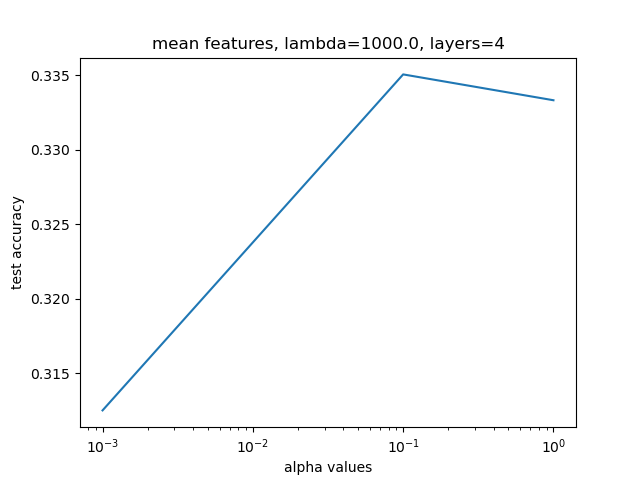 mean features, lambda=1000.0, layers=4
0.335
0.330
0.325
0.320
0.315
test accuracy
10⁻³ 10⁻² 10⁻¹ 10⁰
alpha values